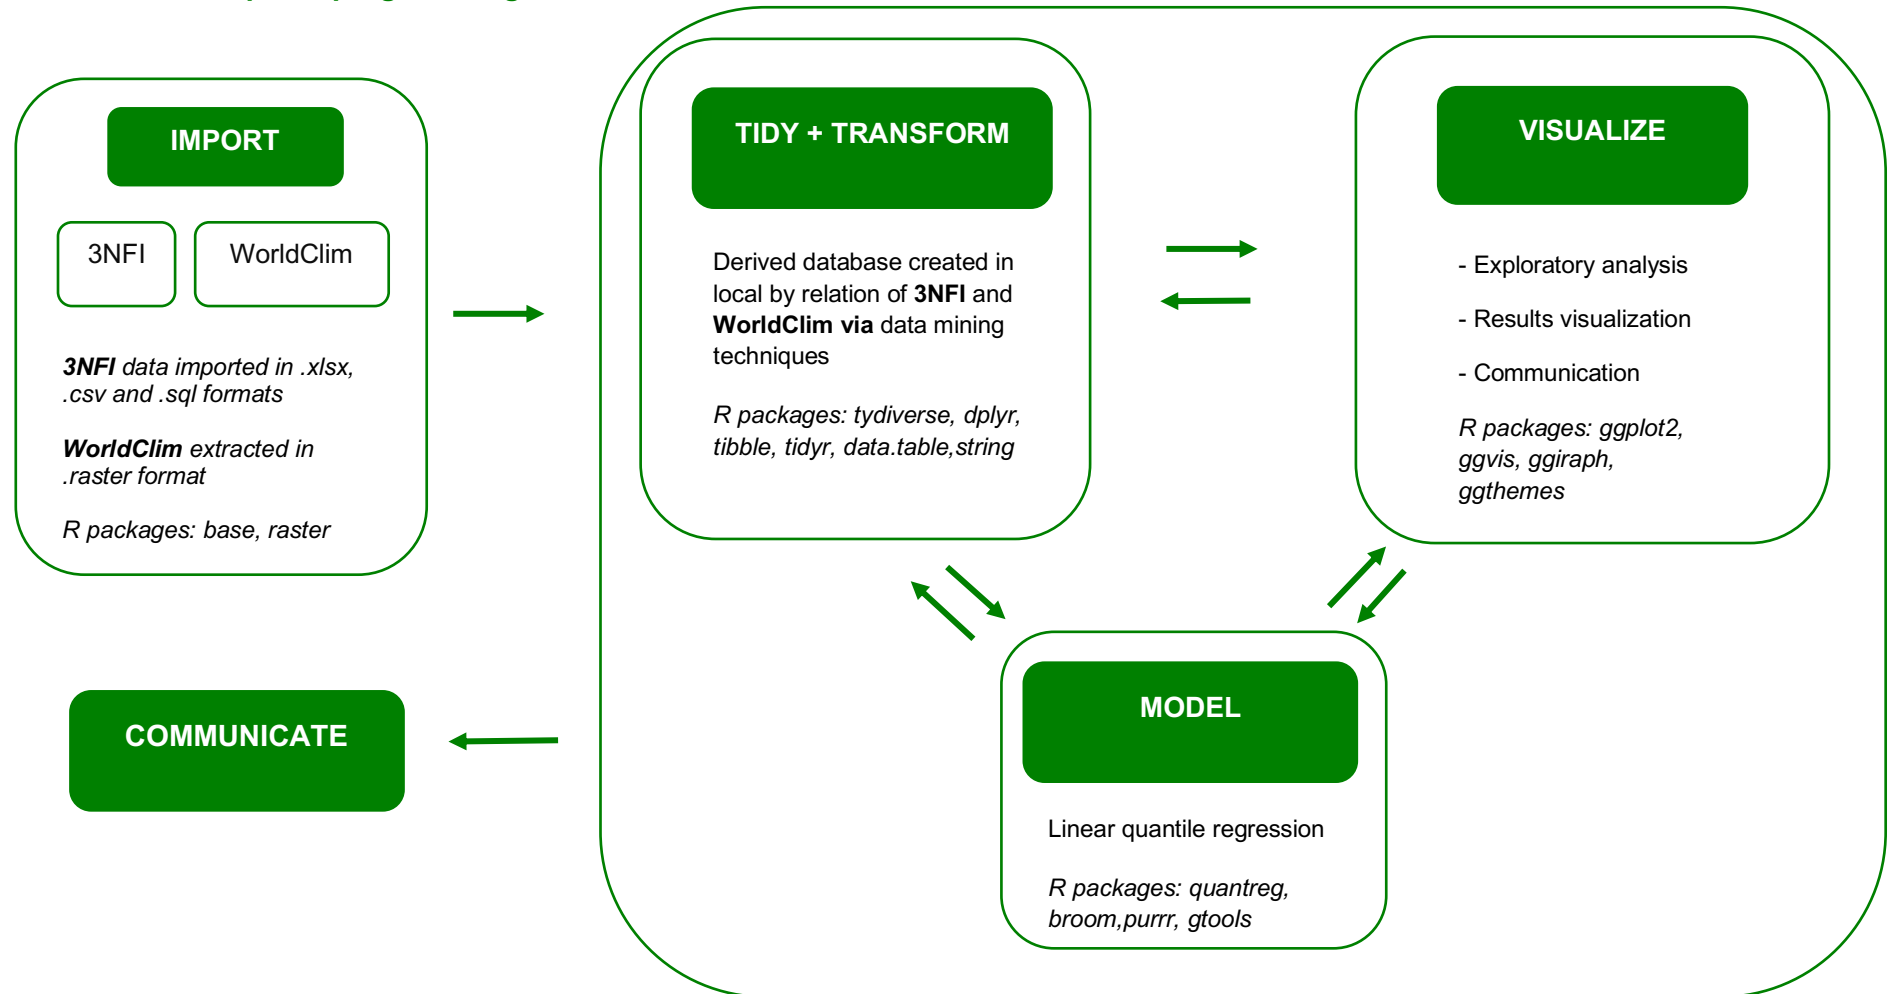 IMPORT
3NFI
WorldClim
3NFI data imported in .xlsx,
.csv and .sql formats
WorldClim extracted in
.raster format
R packages: base, raster
TIDY + TRANSFORM
Derived database created in
local by relation of 3NFI and
WorldClim via data mining
techniques
R packages: tydiverse, dplyr,
tibble, tidyr, data.table,string
VISUALIZE
- Exploratory analysis
- Results visualization
- Communication
R packages: ggplot2,
ggvis, ggiraph,
ggthemes
MODEL
Linear quantile regression
R packages: quantreg,
broom,purrr, gtools
COMMUNICATE